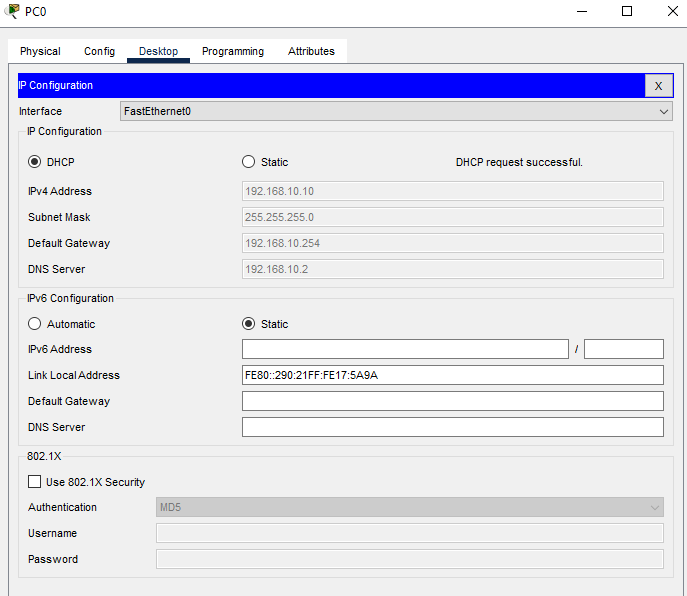 PC0
Physical Config Desktop Programming Attributes
IP Configuration X
Interface FastEthernet0
IP Configuration
DHCP Static DHCP request successful.
IPv4 Address 192.168.10.10
Subnet Mask 255.255.255.0
Default Gateway 192.168.10.254
DNS Server 192.168.10.2
IPv6 Configuration
Automatic Static
IPv6 Address /
Link Local Address FE80::290:21FF:FE17:5A9A
Default Gateway
DNS Server
802.1X
Use 802.1X Security
Authentication MD5
Username
Password